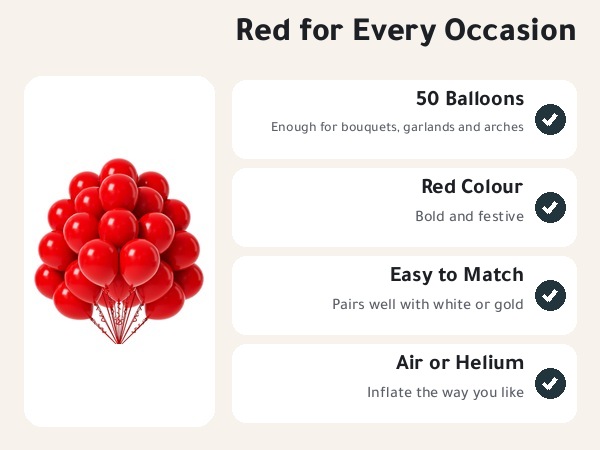 Red for Every Occasion
50 Balloons
Enough for bouquets, garlands and arches
Red Colour
Bold and festive
Easy to Match
Pairs well with white or gold
Air or Helium
Inflate the way you like